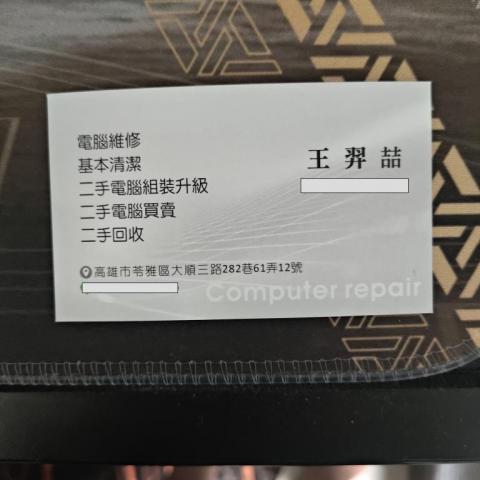 電腦維修
基本清潔
二手電腦組裝升級
二手電腦買賣
二手回收
王羿喆
高雄市苓雅區大順三路282巷61弄12號
Computer repair